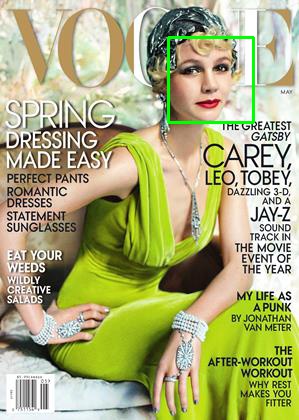 VOGUE
MAY
SPRING
DRESSING
MADE EASY
PERFECT PANTS
ROMANTIC
DRESSES
STATEMENT
SUNGLASSES
EAT YOUR
WEEDS
WILDLY
CREATIVE
SALADS
THE GREATEST
GATSBY
CAREY,
LEO, TOBEY,
DAZZLING 3-D,
AND A
JAY-Z
SOUND
TRACK IN
THE MOVIE
EVENT OF
THE YEAR
MY LIFE AS
A PUNK
BY JONATHAN
VAN METER
THE
AFTER-WORKOUT
WORKOUT
WHY REST
MAKES YOU
FITTER